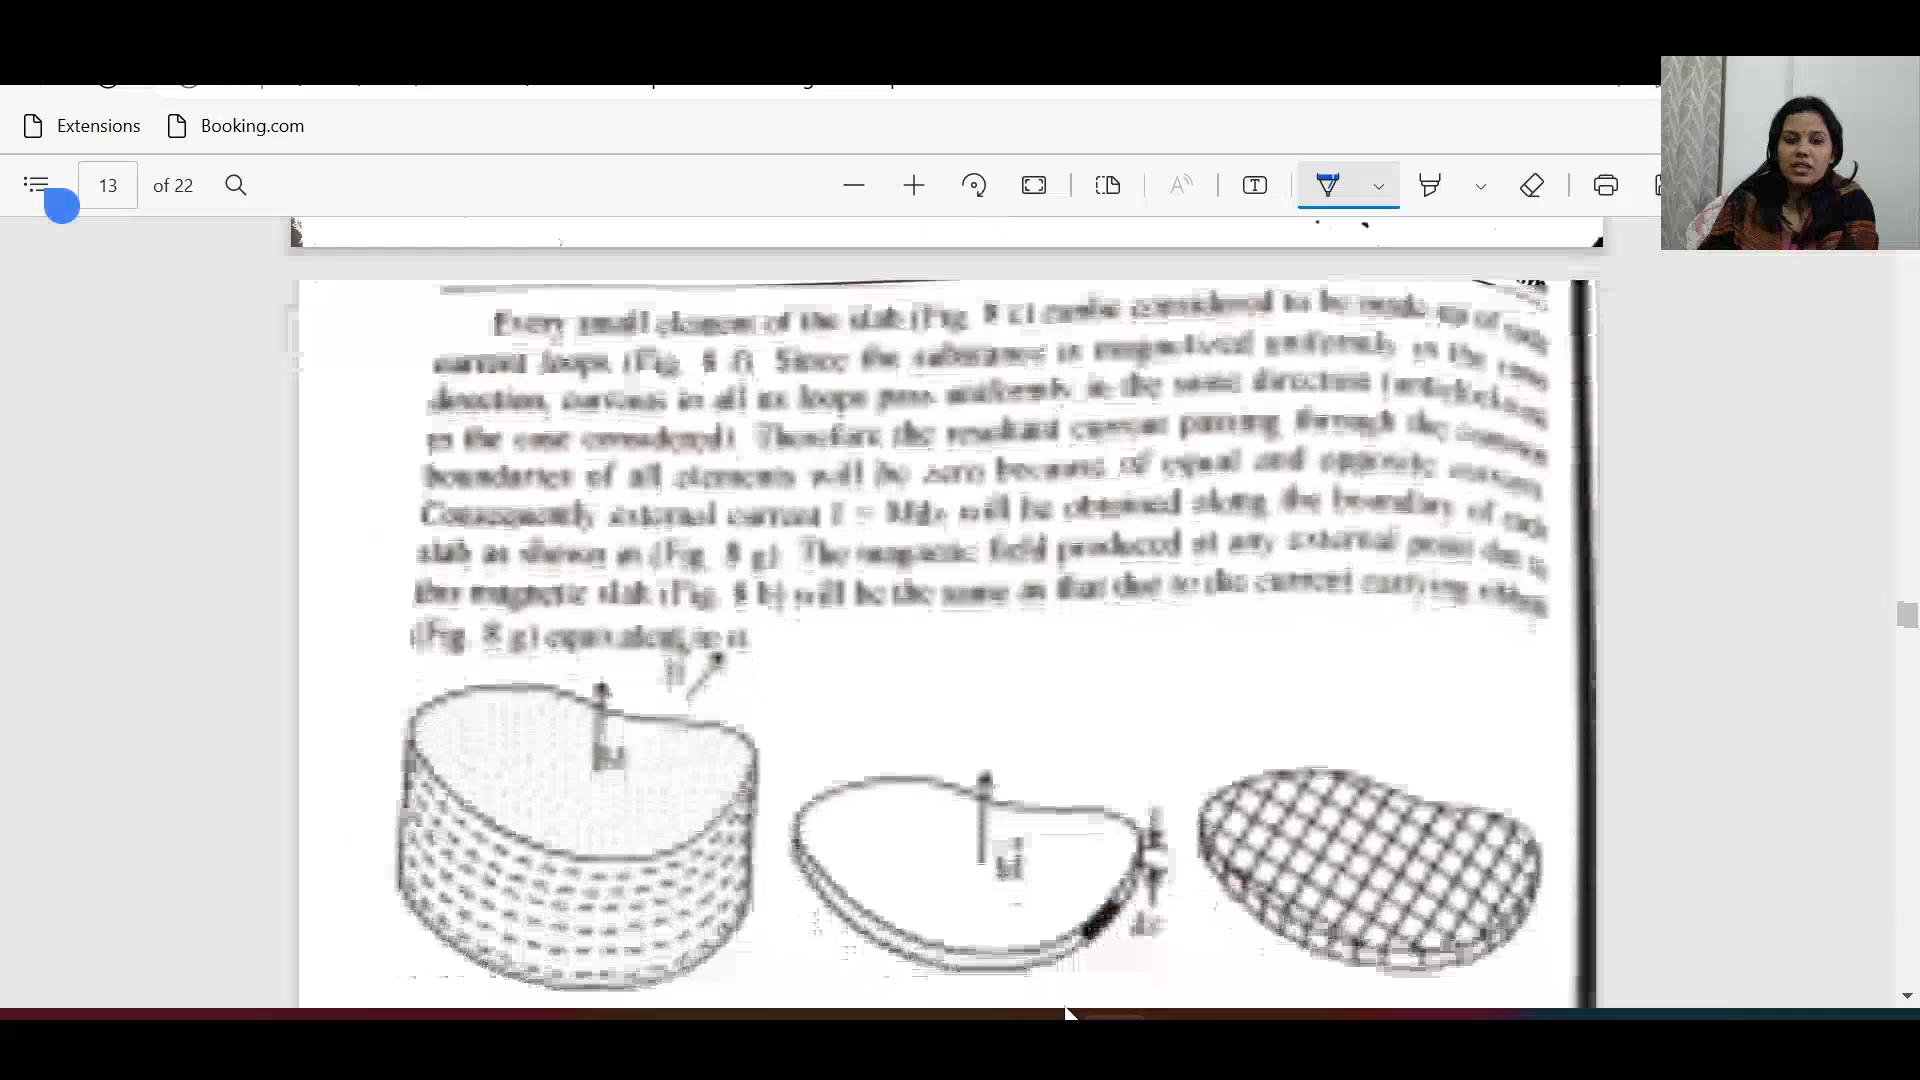 Extensions Booking.com
13 of 22
Every small element of the slab (Fig. 8 c) can be considered to be made up of
current loops (Fig. 8 f). Since the substance is magnetised uniformly in the same
direction, currents in all its loops pass uniformly in the same direction (anticlockwise
in the case considered). Therefore the resultant current passing through the common
boundaries of all elements will be zero because of equal and opposite currents.
Consequently external current I = Mdz will be obtained along the boundary of
slab as shown in (Fig. 8 g). The magnetic field produced at any external point due to
this magnetic slab (Fig. 8 b) will be the same as that due to the current carrying ribbon
(Fig. 8 g) equivalent to it
M
dz